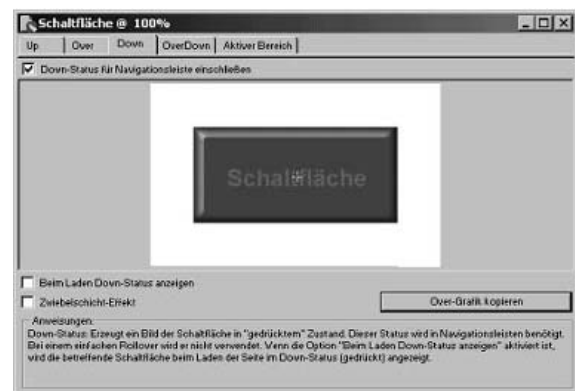 Schaltfläche @ 100%
Up Over Down OverDown Aktiver Bereich
Down-Status für Navigationsleiste einschließen
Schaltfläche
Beim Laden Down-Status anzeigen
Zwiebelschicht-Effekt
Over-Grafik kopieren
Anweisungen:
Down-Status: Erzeugt ein Bild der Schaltfläche in "gedrücktem" Zustand. Dieser Status wird in Navigationsleisten benötigt.
Bei einem einfachen Rollover wird er nicht verwendet. Wenn die Option "Beim Laden Down-Status anzeigen" aktiviert ist,
wird die betreffende Schaltfläche beim Laden der Seite im Down-Status (gedrückt) angezeigt.